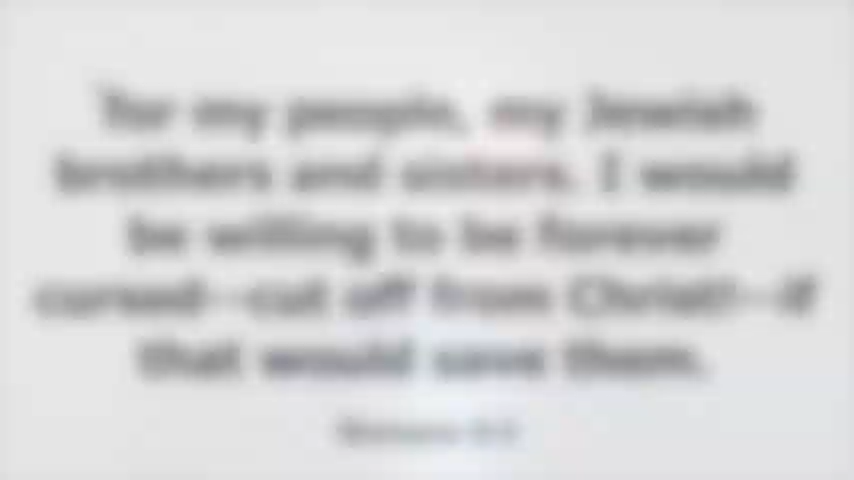 for my people, my Jewish
brothers and sisters. I would
be willing to be forever
cursed--cut off from Christ!--if
that would save them.